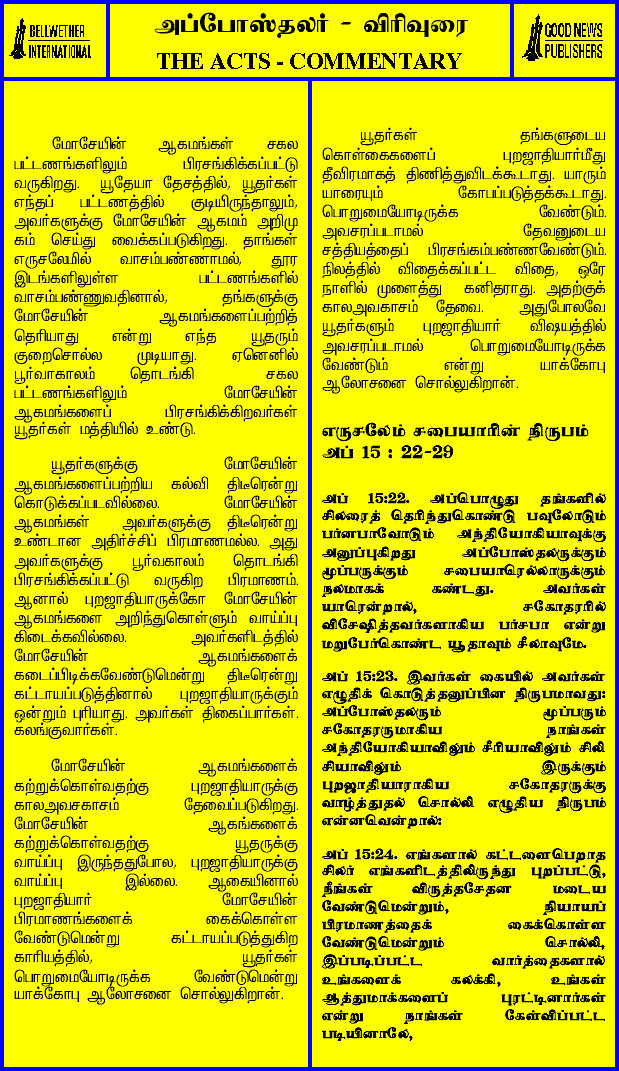 BELLWETHER
INTERNATIONAL
அப்போஸ்தலர் - விரிவுரை
THE ACTS - COMMENTARY
GOOD NEWS
PUBLISHERS
மோசேயின் ஆகமங்கள் சகல
பட்டணங்களிலும் பிரசங்கிக்கப்பட்டு
வருகிறது. யூதேயா தேசத்தில், யூதர்கள்
எந்தப் பட்டணத்தில் குடியிருந்தாலும்,
அவர்களுக்கு மோசேயின் ஆகமம் அறிமு
கம் செய்து வைக்கப்படுகிறது. தாங்கள்
எருசலேமில் வாசம்பண்ணாமல், தூர
இடங்களிலுள்ள பட்டணங்களில்
வாசம்பண்ணுவதினால், தங்களுக்கு
மோசேயின் ஆகமங்களைப்பற்றித்
தெரியாது என்று எந்த யூதரும்
குறைசொல்ல முடியாது. ஏனெனில்
பூர்வாகாலம் தொடங்கி சகல
பட்டணங்களிலும் மோசேயின்
ஆகமங்களைப் பிரசங்கிக்கிறவர்கள்
யூதர்கள் மத்தியில் உண்டு.
யூதர்களுக்கு மோசேயின்
ஆகமங்களைப்பற்றிய கல்வி திடீரென்று
கொடுக்கப்படவில்லை. மோசேயின்
ஆகமங்கள் அவர்களுக்கு திடீரென்று
உண்டான அதிர்ச்சிப் பிரமாணமல்ல. அது
அவர்களுக்கு பூர்வகாலம் தொடங்கி
பிரசங்கிக்கப்பட்டு வருகிற பிரமாணம்.
ஆனால் புறஜாதியாருக்கோ மோசேயின்
ஆகமங்களை அறிந்துகொள்ளும் வாய்ப்பு
கிடைக்கவில்லை. அவர்களிடத்தில்
மோசேயின் ஆகமங்களைக்
கடைப்பிடிக்கவேண்டுமென்று திடீரென்று
கட்டாயப்படுத்தினால் புறஜாதியாருக்கும்
ஒன்றும் புரியாது. அவர்கள் திகைப்பார்கள்.
கலங்குவார்கள்.
மோசேயின் ஆகமங்களைக்
கற்றுக்கொள்வதற்கு புறஜாதியாருக்கு
காலஅவசகாசம் தேவைப்படுகிறது.
மோசேயின் ஆகங்களைக்
கற்றுக்கொள்வதற்கு யூதருக்கு
வாய்ப்பு இருந்ததுபோல, புறஜாதியாருக்கு
வாய்ப்பு இல்லை. ஆகையினால்
புறஜாதியார் மோசேயின்
பிரமாணங்களைக் கைக்கொள்ள
வேண்டுமென்று கட்டாயப்படுத்துகிற
காரியத்தில், யூதர்கள்
பொறுமையோடிருக்க வேண்டுமென்று
யாக்கோபு ஆலோசனை சொல்லுகிறான்.
யூதர்கள் தங்களுடைய
கொள்கைகளைப் புறஜாதியார்மீது
தீவிரமாகத் திணித்துவிடக்கூடாது. யாரும்
யாரையும் கோபப்படுத்தக்கூடாது.
பொறுமையோடிருக்க வேண்டும்.
அவசரப்படாமல் தேவனுடைய
சத்தியத்தைப் பிரசங்கம்பண்ணவேண்டும்.
நிலத்தில் விதைக்கப்பட்ட விதை, ஒரே
நாளில் முளைத்து கனிதராது. அதற்குக்
காலஅவகாசம் தேவை. அதுபோலவே
யூதர்களும் புறஜாதியார் விஷயத்தில்
அவசரப்படாமல் பொறுமையோடிருக்க
வேண்டும் என்று யாக்கோபு
ஆலோசனை சொல்லுகிறான்.
எருசலேம் சபையாரின் நிருபம்
அப் 15 : 22-29
அப் 15:22. அப்பொழுது தங்களில்
சிலரைத் தெரிந்துகொண்டு பவுலோடும்
பர்னபாவோடும் அந்தியோகியாவுக்கு
அனுப்புகிறது அப்போஸ்தலருக்கும்
மூப்பருக்கும் சபையாரெல்லாருக்கும்
நலமாகக் கண்டது. அவர்கள்
யாரென்றால், சகோதரரில்
விசேஷித்தவர்களாகிய பர்சபா என்று
மறுபேர்கொண்ட யூதாவும் சீலாவுமே.
அப் 15:23. இவர்கள் கையில் அவர்கள்
எழுதிக் கொடுத்தனுப்பின நிருபமாவது:
அப்போஸ்தலரும் மூப்பரும்
சகோதரருமாகிய நாங்கள்
அந்தியோகியாவிலும் சீரியாவிலும் சிலி
சியாவிலும் இருக்கும்
புறஜாதியாராகிய சகோதரருக்கு
வாழ்த்துதல் சொல்லி எழுதிய நிருபம்
என்னவென்றால்:
அப் 15:24. எங்களால் கட்டளைபெறாத
சிலர் எங்களிடத்திலிருந்து புறப்பட்டு,
நீங்கள் விருத்தசேதன மடைய
வேண்டுமென்றும், நியாயப்
பிரமாணத்தைக் கைக்கொள்ள
வேண்டுமென்றும் சொல்லி,
இப்படிப்பட்ட வார்த்தைகளால்
உங்களைக் கலக்கி, உங்கள்
ஆத்துமாக்களைப் புரட்டினார்கள்
என்று நாங்கள் கேள்விப்பட்ட
படியினாலே,